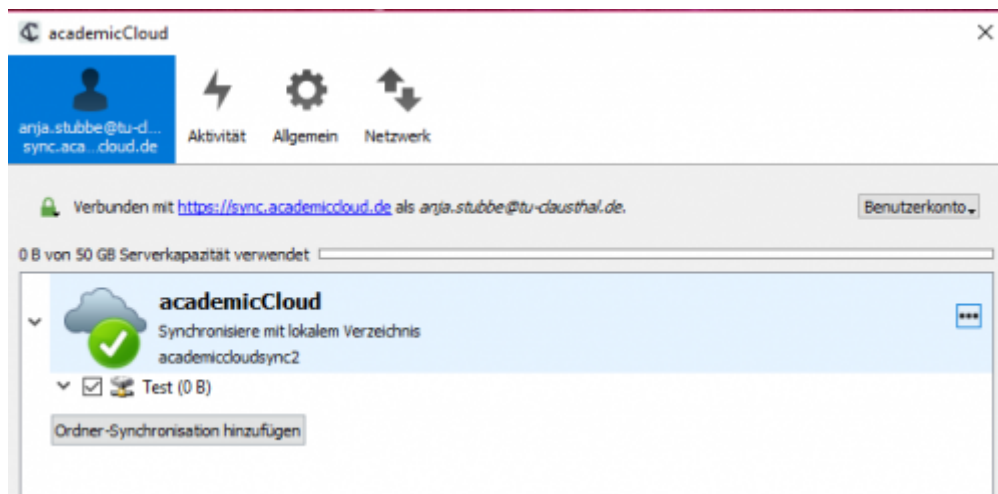 academicCloud
anja.stubbe@tu-d...
sync.aca...cloud.de
Aktivität
Allgemein
Netzwerk
Verbunden mit https://sync.academiccloud.de als anja.stubbe@tu-clausthal.de.
Benutzerkonto
0 B von 50 GB Serverkapazität verwendet
academicCloud
Synchronisiere mit lokalem Verzeichnis
academiccloudsync2
Test (0 B)
Ordner-Synchronisation hinzufügen